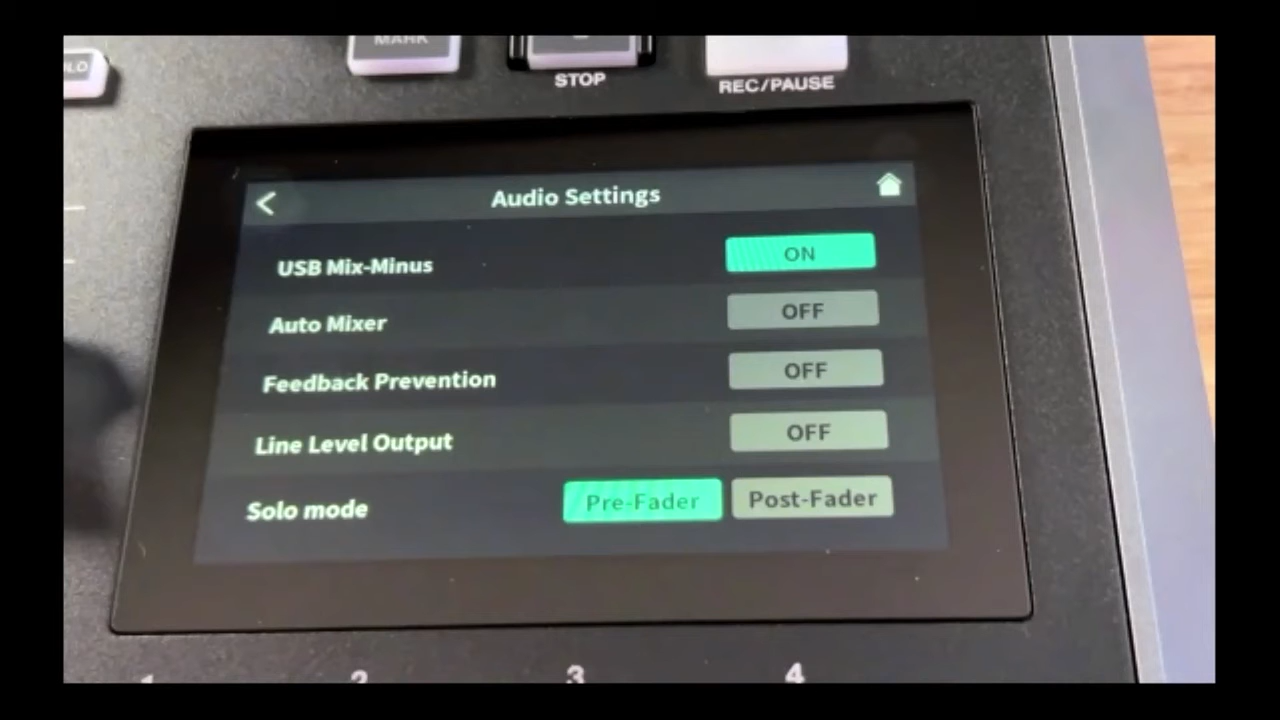 MARK
STOP
REC/PAUSE
Audio Settings
USB Mix-Minus ON
Auto Mixer OFF
Feedback Prevention OFF
Line Level Output OFF
Solo mode Pre-Fader Post-Fader
1 2 3 4